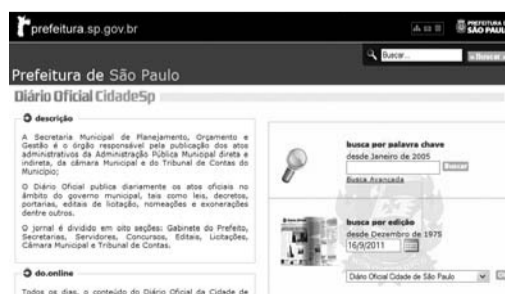 prefeitura.sp.gov.br
PREFEITURA
SÃO PAUL
Buscar...
Prefeitura de São Paulo
Diário Oficial CidadeSp
descrição
A Secretaria Municipal de Planejamento, Orçamento e
Gestão é o órgão responsável pela publicação dos atos
administrativos da Administração Pública Municipal direta e
indireta, da câmara Municipal e do Tribunal de Contas do
Município;
O Diário Oficial publica diariamente os atos oficiais no
âmbito do governo municipal, tais como leis, decretos,
portarias, editais de licitação, nomeações e exonerações
dentre outros.
O jornal é dividido em oito seções: Gabinete do Prefeito,
Secretarias, Servidores, Concursos, Editais, Licitações,
Câmara Municipal e Tribunal de Contas.
do.online
Todos os dias, o conteúdo do Diário Oficial da Cidade de
busca por palavra chave
desde Janeiro de 2005
Buscar
Busca Avançada
busca por edição
desde Dezembro de 1975
16/9/2011
Diário Oficial Cidade de São Paulo